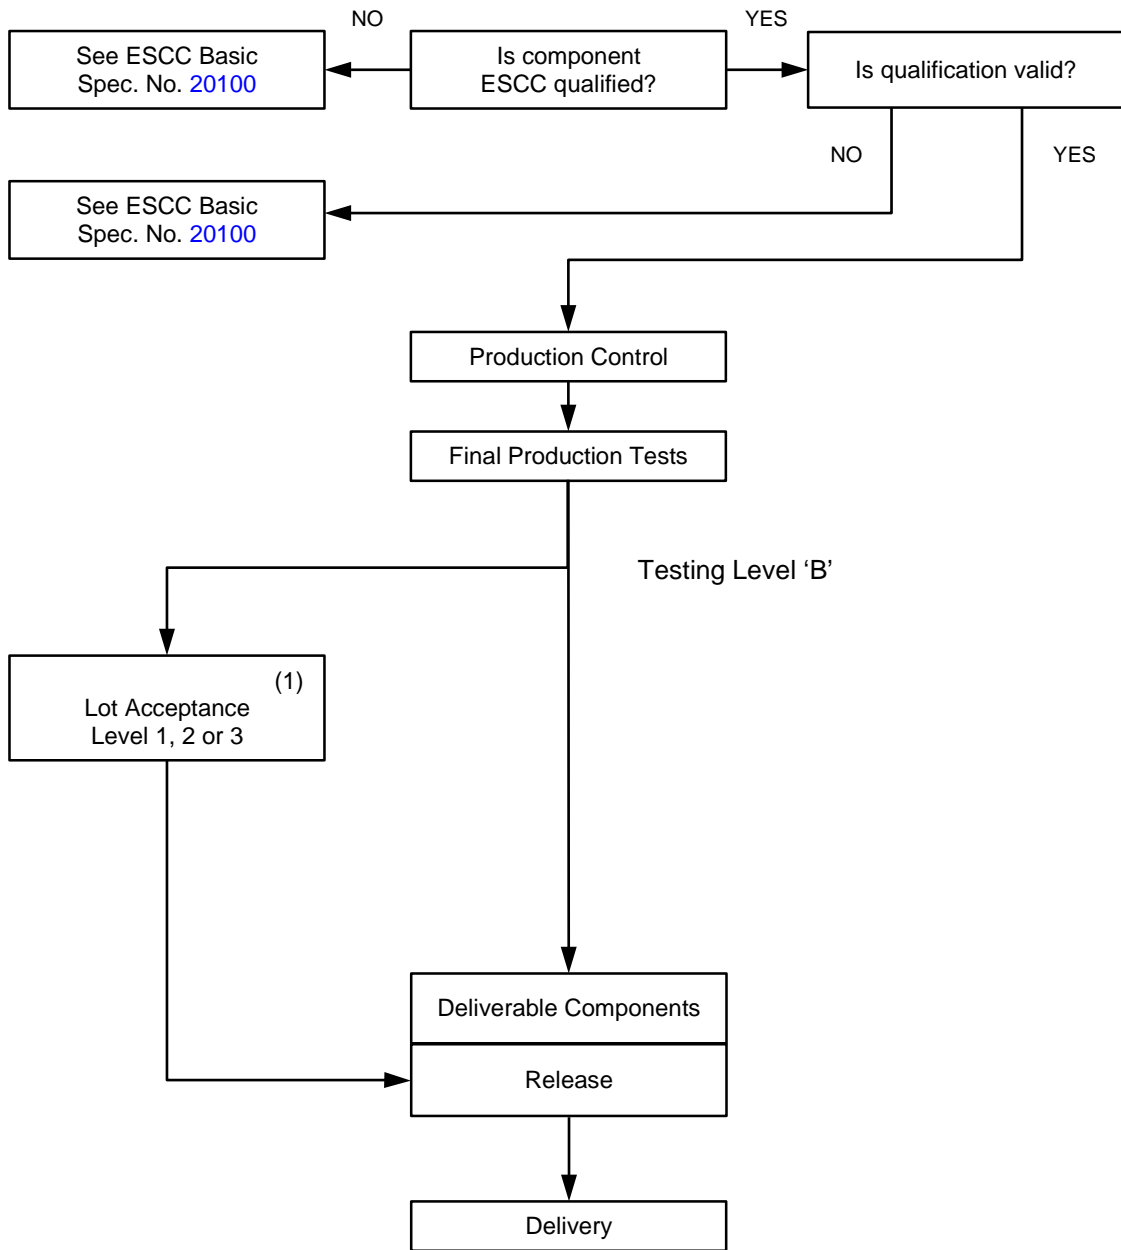 NO
YES
See ESCC Basic
Spec. No. 20100
Is component
ESCC qualified?
Is qualification valid?
NO
YES
See ESCC Basic
Spec. No. 20100
Production Control
Final Production Tests
Testing Level ‘B’
(1)
Lot Acceptance
Level 1, 2 or 3
Deliverable Components
Release
Delivery